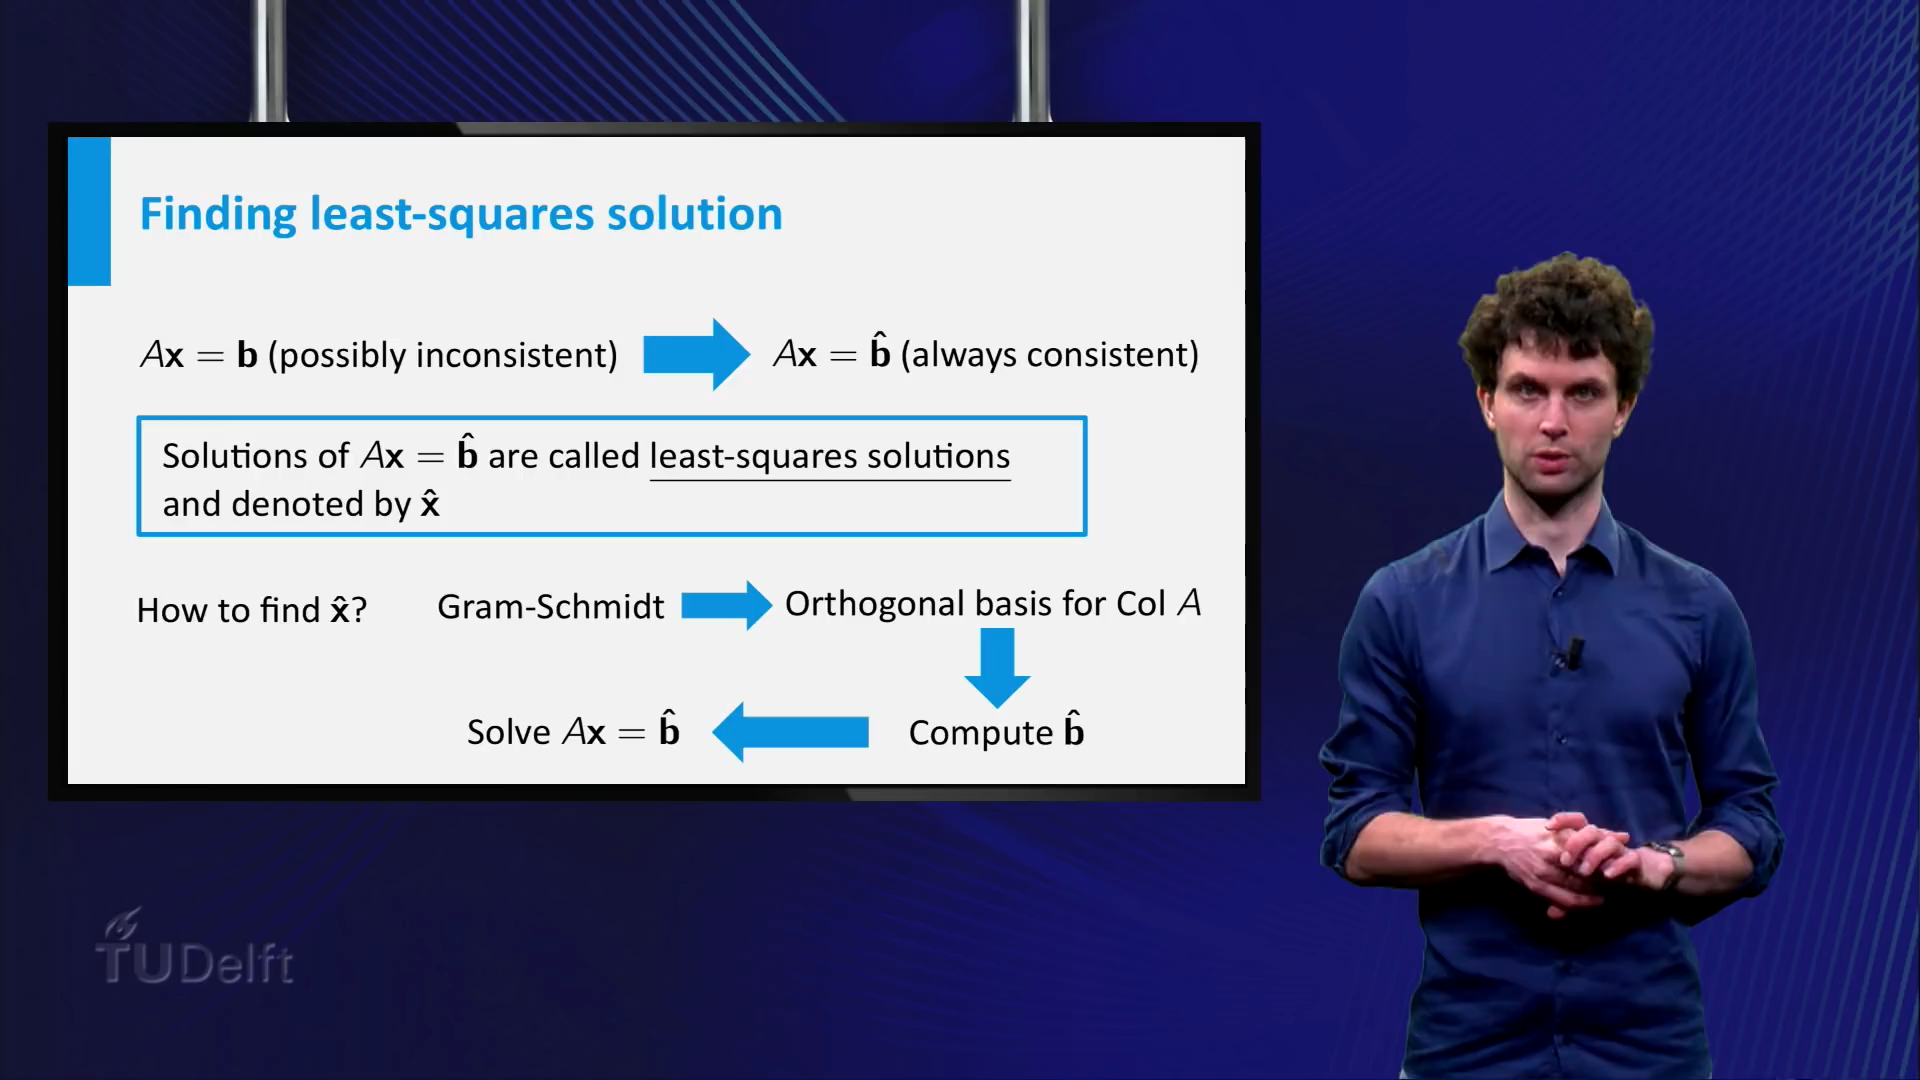 Finding least-squares solution
Ax = b (possibly inconsistent) Ax = b̂ (always consistent)
Solutions of Ax = b̂ are called least-squares solutions
and denoted by x̂
How to find x̂? Gram-Schmidt Orthogonal basis for Col A
Solve Ax = b̂ Compute b̂
TUDelft